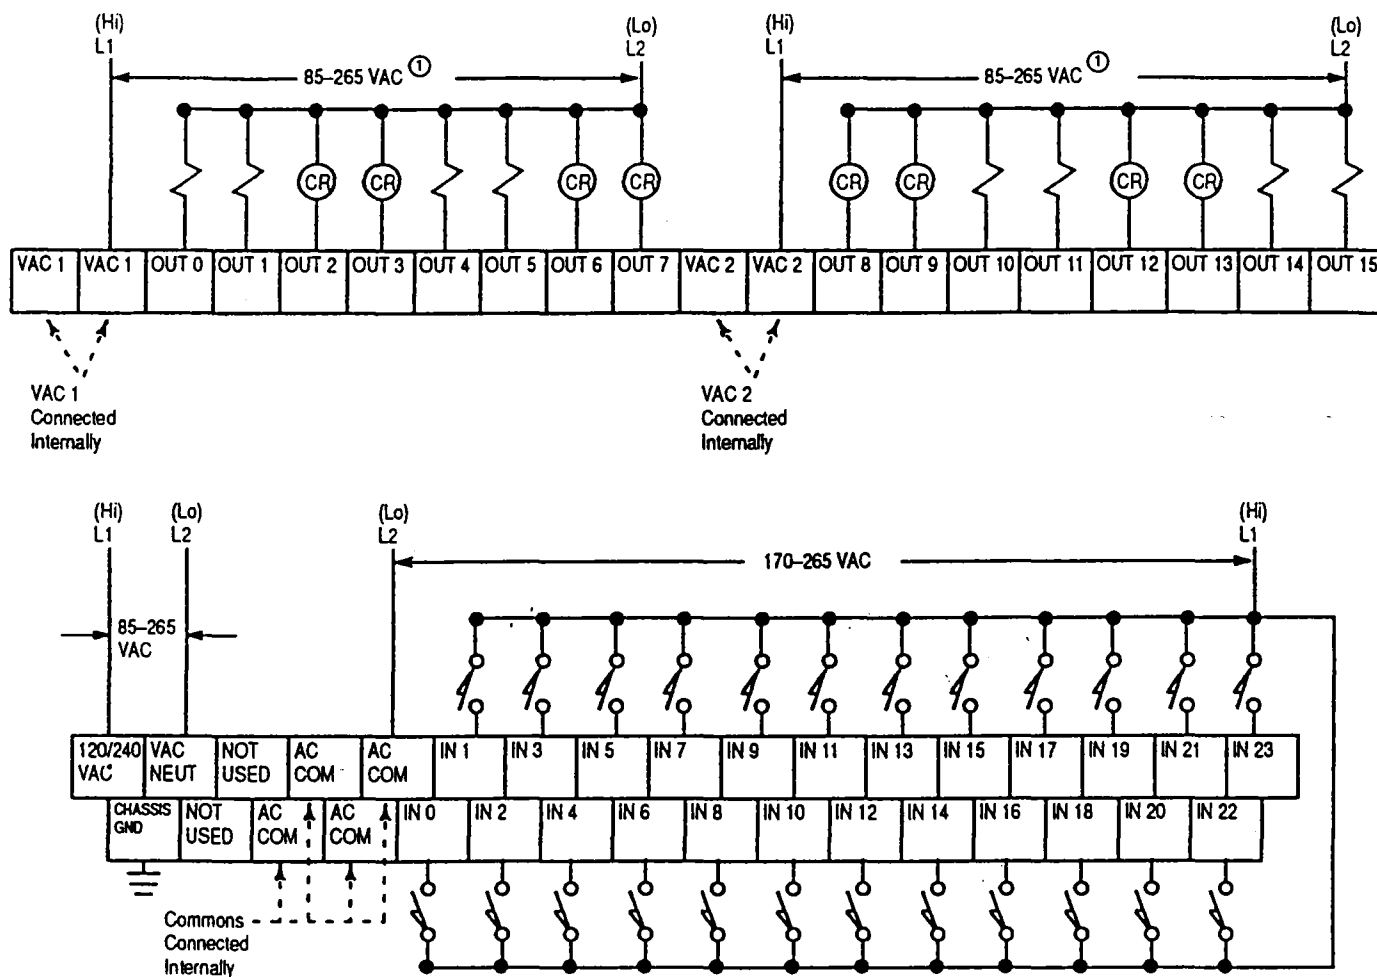 (Hi) (Lo) (Hi) (Lo)
L1 L2 L1 L2
85–265 VAC ① 85–265 VAC ①
CR CR CR CR CR CR CR CR
VAC 1 VAC 1 OUT 0 OUT 1 OUT 2 OUT 3 OUT 4 OUT 5 OUT 6 OUT 7 VAC 2 VAC 2 OUT 8 OUT 9 OUT 10 OUT 11 OUT 12 OUT 13 OUT 14 OUT 15
VAC 1
Connected
Internally
VAC 2
Connected
Internally
(Hi) (Lo) (Lo) (Hi)
L1 L2 L2 L1
170–265 VAC
85–265
VAC
120/240
VAC
VAC
NEUT
NOT
USED
AC
COM
AC
COM
IN 1 IN 3 IN 5 IN 7 IN 9 IN 11 IN 13 IN 15 IN 17 IN 19 IN 21 IN 23
CHASSIS
GND
NOT
USED
AC
COM
AC
COM
IN 0 IN 2 IN 4 IN 6 IN 8 IN 10 IN 12 IN 14 IN 16 IN 18 IN 20 IN 22
Commons
Connected
Internally